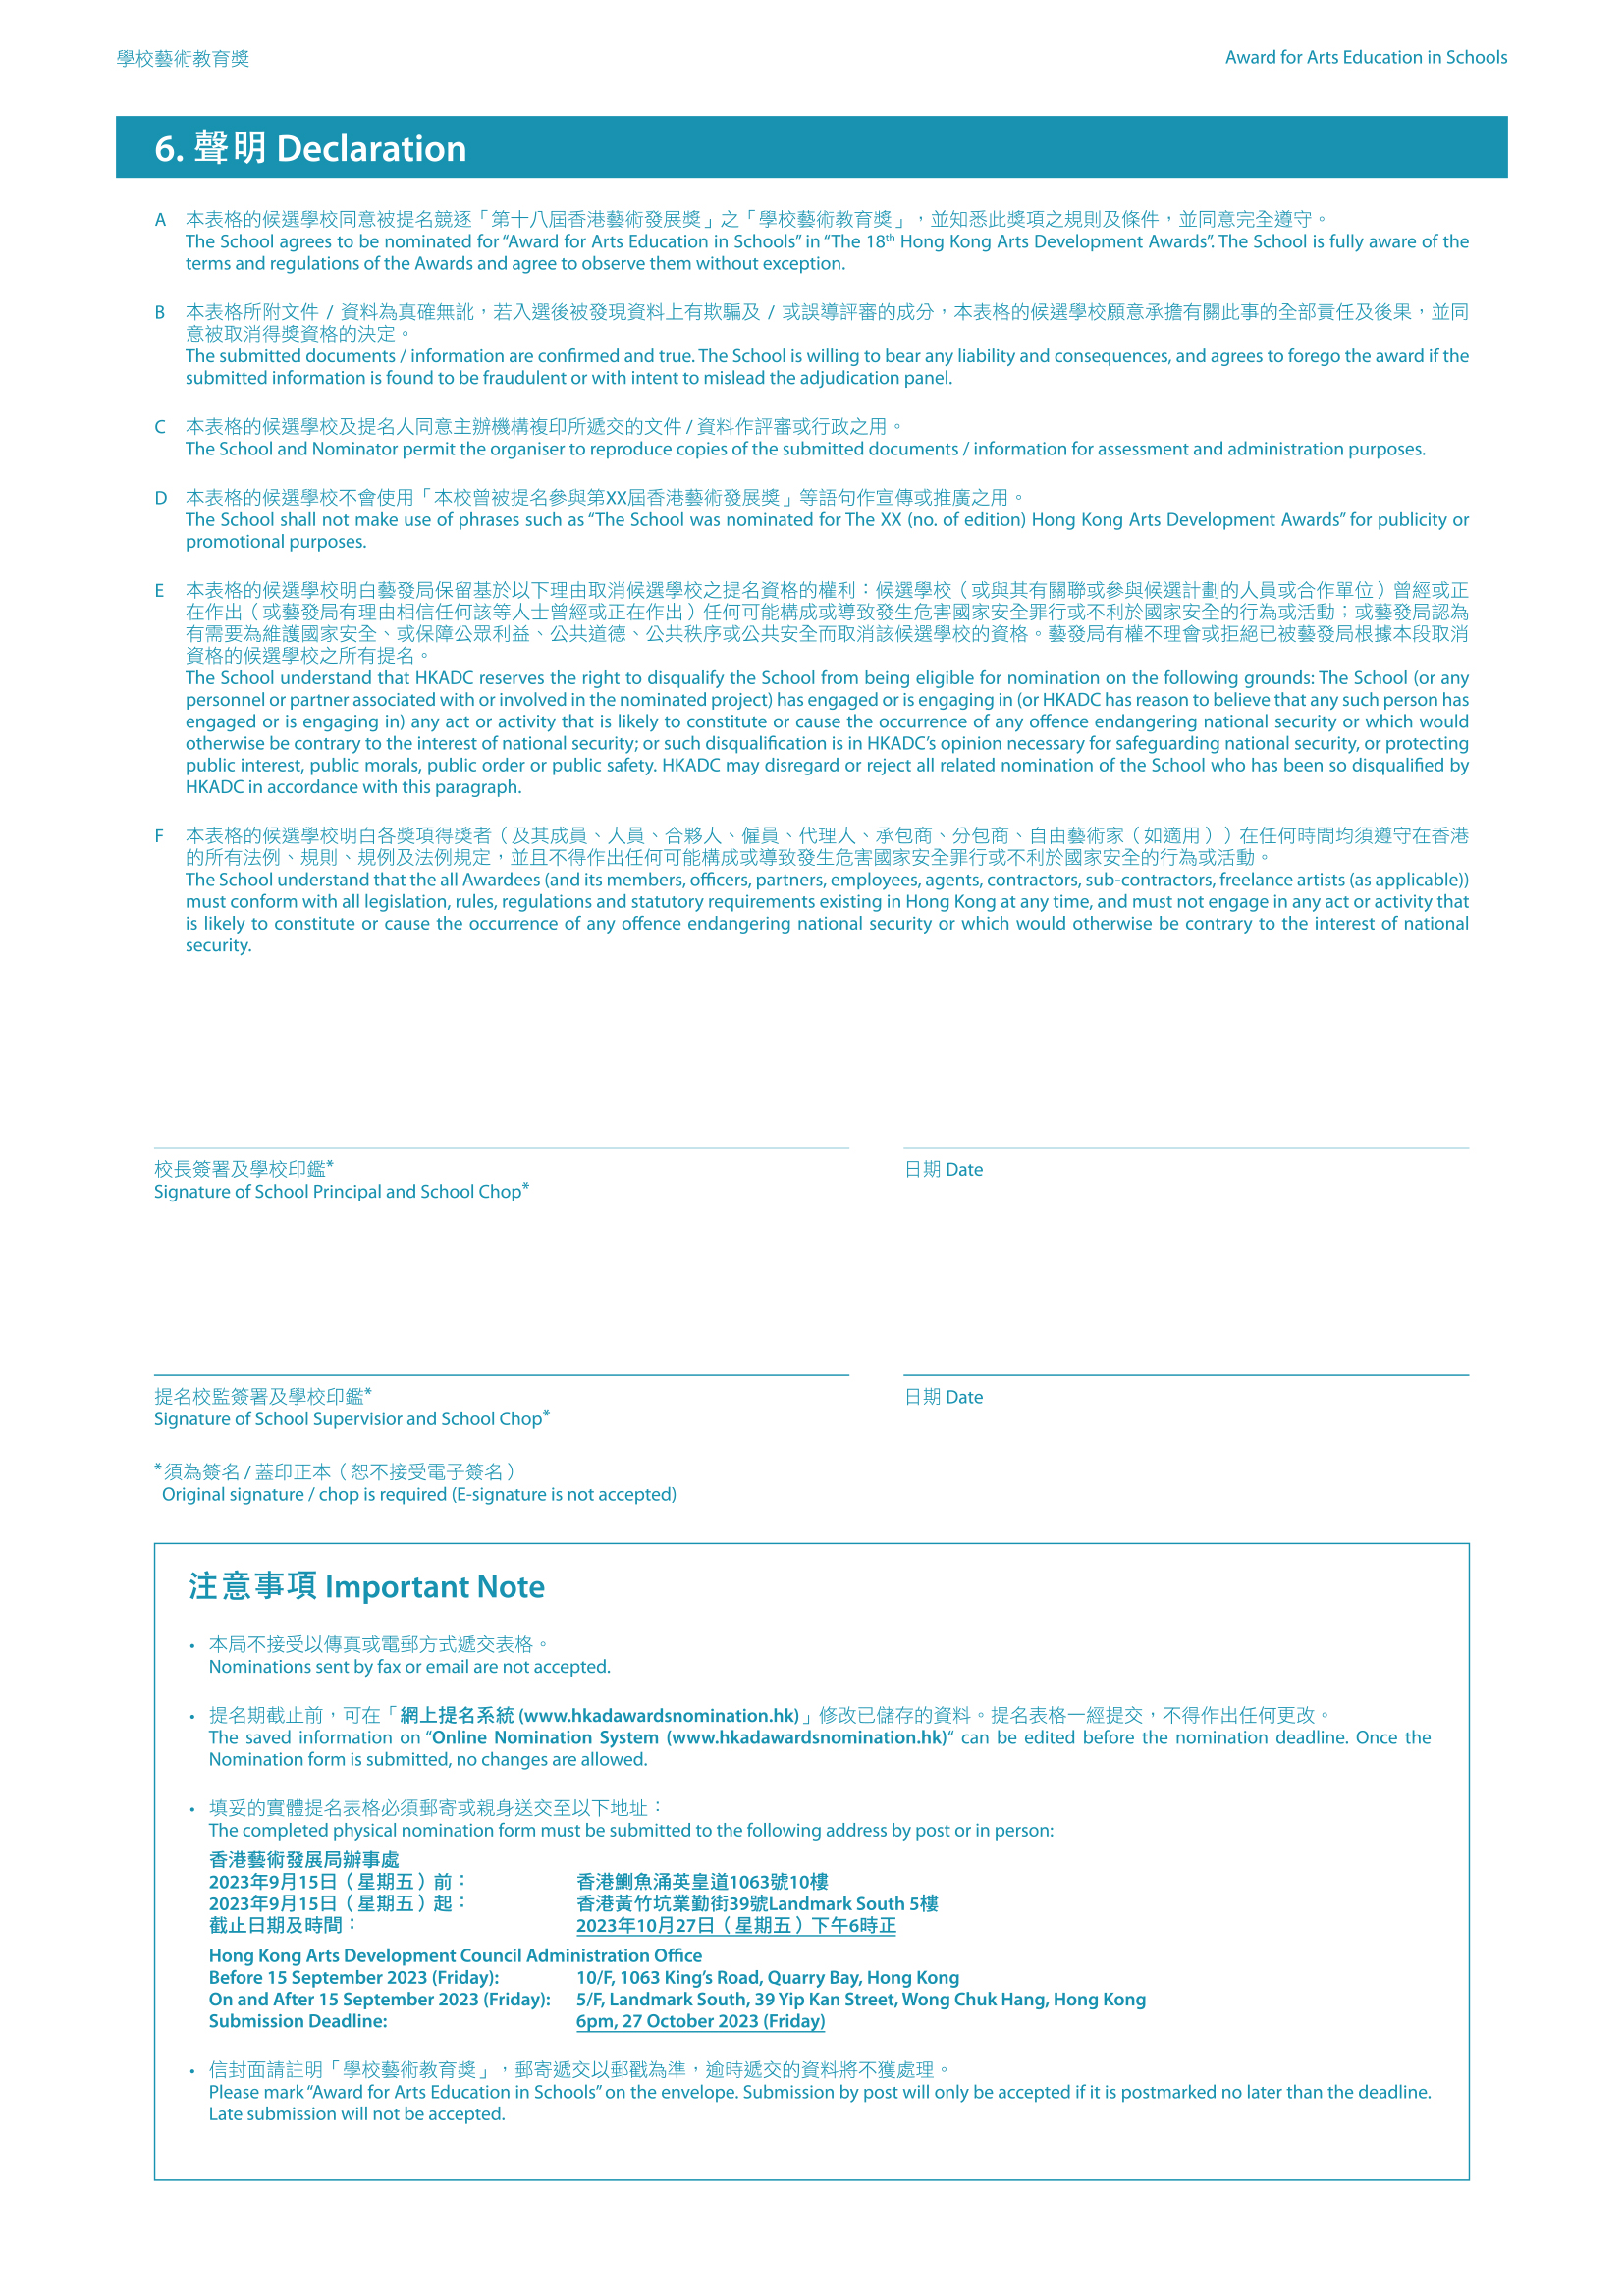 學校藝術教育獎
Award for Arts Education in Schools
6. 聲明 Declaration
A 本表格的候選學校同意被提名競逐「第十八屆香港藝術發展獎」之「學校藝術教育獎」，並知悉此獎項之規則及條件，並同意完全遵守。
The School agrees to be nominated for “Award for Arts Education in Schools” in “The 18th Hong Kong Arts Development Awards”. The School is fully aware of the
terms and regulations of the Awards and agree to observe them without exception.
B 本表格所附文件 / 資料為真確無訛，若入選後被發現資料上有欺騙及 / 或誤導評審的成分，本表格的候選學校願意承擔有關此事的全部責任及後果，並同
意被取消得獎資格的決定。
The submitted documents / information are confirmed and true. The School is willing to bear any liability and consequences, and agrees to forego the award if the
submitted information is found to be fraudulent or with intent to mislead the adjudication panel.
C 本表格的候選學校及提名人同意主辦機構複印所遞交的文件 / 資料作評審或行政之用。
The School and Nominator permit the organiser to reproduce copies of the submitted documents / information for assessment and administration purposes.
D 本表格的候選學校不會使用「本校曾被提名參與第XX屆香港藝術發展獎」等語句作宣傳或推廣之用。
The School shall not make use of phrases such as “The School was nominated for The XX (no. of edition) Hong Kong Arts Development Awards” for publicity or
promotional purposes.
E 本表格的候選學校明白藝發局保留基於以下理由取消候選學校之提名資格的權利：候選學校（或與其有關聯或參與候選計劃的人員或合作單位）曾經或正
在作出（或藝發局有理由相信任何該等人士曾經或正在作出）任何可能構成或導致發生危害國家安全罪行或不利於國家安全的行為或活動；或藝發局認為
有需要為維護國家安全、或保障公眾利益、公共道德、公共秩序或公共安全而取消該候選學校的資格。藝發局有權不理會或拒絕已被藝發局根據本段取消
資格的候選學校之所有提名。
The School understand that HKADC reserves the right to disqualify the School from being eligible for nomination on the following grounds: The School (or any
personnel or partner associated with or involved in the nominated project) has engaged or is engaging in (or HKADC has reason to believe that any such person has
engaged or is engaging in) any act or activity that is likely to constitute or cause the occurrence of any offence endangering national security or which would
otherwise be contrary to the interest of national security; or such disqualification is in HKADC’s opinion necessary for safeguarding national security, or protecting
public interest, public morals, public order or public safety. HKADC may disregard or reject all related nomination of the School who has been so disqualified by
HKADC in accordance with this paragraph.
F 本表格的候選學校明白各獎項得獎者（及其成員、人員、合夥人、僱員、代理人、承包商、分包商、自由藝術家（如適用））在任何時間均須遵守在香港
的所有法例、規則、規例及法例規定，並且不得作出任何可能構成或導致發生危害國家安全罪行或不利於國家安全的行為或活動。
The School understand that the all Awardees (and its members, officers, partners, employees, agents, contractors, sub-contractors, freelance artists (as applicable))
must conform with all legislation, rules, regulations and statutory requirements existing in Hong Kong at any time, and must not engage in any act or activity that
is likely to constitute or cause the occurrence of any offence endangering national security or which would otherwise be contrary to the interest of national
security.
校長簽署及學校印鑑*
Signature of School Principal and School Chop*
日期 Date
提名校監簽署及學校印鑑*
Signature of School Supervisior and School Chop*
日期 Date
*須為簽名 / 蓋印正本（恕不接受電子簽名）
Original signature / chop is required (E-signature is not accepted)
注意事項 Important Note
• 本局不接受以傳真或電郵方式遞交表格。
Nominations sent by fax or email are not accepted.
• 提名期截止前，可在「網上提名系統 (www.hkadawardsnomination.hk)」修改已儲存的資料。提名表格一經提交，不得作出任何更改。
The saved information on “Online Nomination System (www.hkadawardsnomination.hk)“ can be edited before the nomination deadline. Once the
Nomination form is submitted, no changes are allowed.
• 填妥的實體提名表格必須郵寄或親身送交至以下地址：
The completed physical nomination form must be submitted to the following address by post or in person:
香港藝術發展局辦事處
2023年9月15日（星期五）前： 香港鰂魚涌英皇道1063號10樓
2023年9月15日（星期五）起： 香港黃竹坑業勤街39號Landmark South 5樓
截止日期及時間： 2023年10月27日（星期五）下午6時正
Hong Kong Arts Development Council Administration Office
Before 15 September 2023 (Friday): 10/F, 1063 King’s Road, Quarry Bay, Hong Kong
On and After 15 September 2023 (Friday): 5/F, Landmark South, 39 Yip Kan Street, Wong Chuk Hang, Hong Kong
Submission Deadline: 6pm, 27 October 2023 (Friday)
• 信封面請註明「學校藝術教育獎」，郵寄遞交以郵戳為準，逾時遞交的資料將不獲處理。
Please mark “Award for Arts Education in Schools” on the envelope. Submission by post will only be accepted if it is postmarked no later than the deadline.
Late submission will not be accepted.